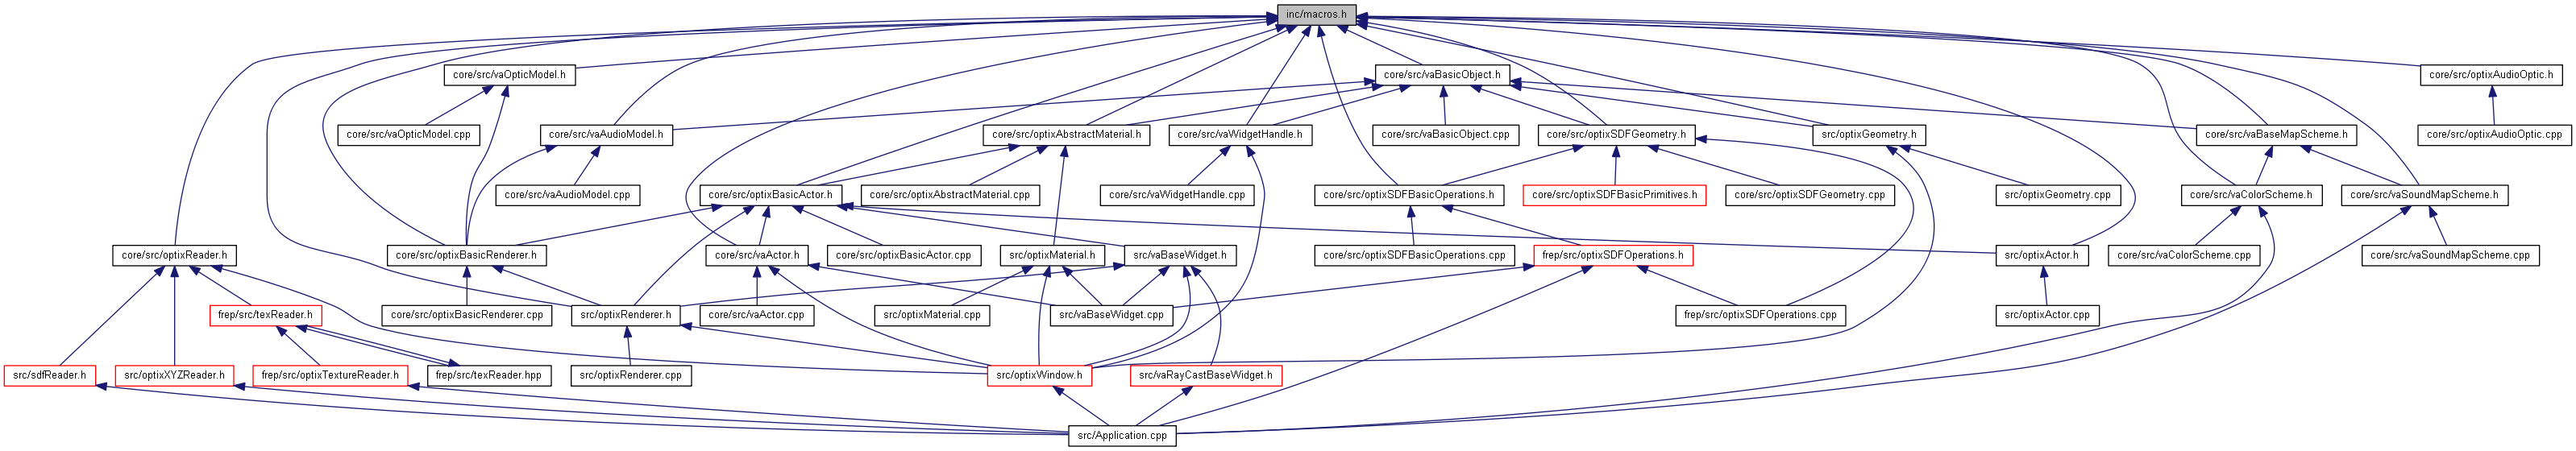 inc/macros.h
core/src/vaOpticModel.h
core/src/vaBasicObject.h
core/src/optixAudioOptic.h
core/src/vaOpticModel.cpp
core/src/vaAudioModel.h
core/src/optixAbstractMaterial.h
core/src/vaWidgetHandle.h
core/src/vaBasicObject.cpp
core/src/optixSDFGeometry.h
src/optixGeometry.h
core/src/vaBaseMapScheme.h
core/src/optixAudioOptic.cpp
core/src/vaAudioModel.cpp
core/src/optixBasicActor.h
core/src/optixAbstractMaterial.cpp
core/src/vaWidgetHandle.cpp
core/src/optixSDFBasicOperations.h
core/src/optixSDFBasicPrimitives.h
core/src/optixSDFGeometry.cpp
src/optixGeometry.cpp
core/src/vaColorScheme.h
core/src/vaSoundMapScheme.h
core/src/optixReader.h
core/src/optixBasicRenderer.h
core/src/vaActor.h
core/src/optixBasicActor.cpp
src/optixMaterial.h
src/vaBaseWidget.h
core/src/optixSDFBasicOperations.cpp
frep/src/optixSDFOperations.h
src/optixActor.h
core/src/vaColorScheme.cpp
core/src/vaSoundMapScheme.cpp
frep/src/texReader.h
core/src/optixBasicRenderer.cpp
src/optixRenderer.h
core/src/vaActor.cpp
src/optixMaterial.cpp
src/vaBaseWidget.cpp
frep/src/optixSDFOperations.cpp
src/optixActor.cpp
src/sdfReader.h
src/optixXYZReader.h
frep/src/optixTextureReader.h
frep/src/texReader.hpp
src/optixRenderer.cpp
src/optixWindow.h
src/vaRayCastBaseWidget.h
src/Application.cpp